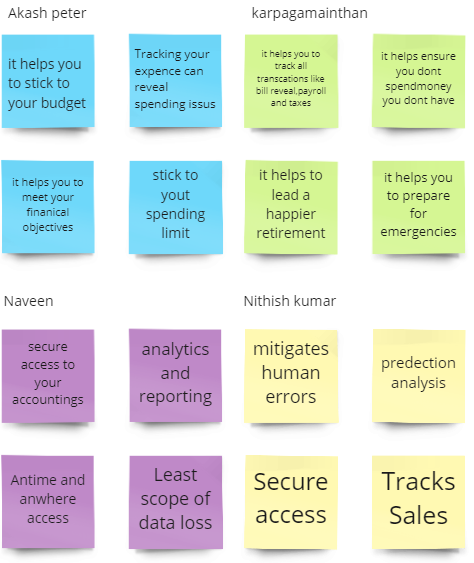 Akash peter
it helps you
to stick to
your budget
Tracking your
expence can
reveal
spending issus
it helps you to
meet your
finanical
objectives
stick to
yout
spending
limit
karpagamainthan
it helps you to
track all
transcations like
bill reveal,payroll
and taxes
it helps ensure
you dont
spendmoney
you dont have
it helps to
lead a
happier
retirement
it helps you
to prepare
for
emergencies
Naveen
secure
access to
your
accountings
analytics
and
reporting
Antime and
anwhere
access
Least
scope of
data loss
Nithish kumar
mitigates
human
errors
predection
analysis
Secure
access
Tracks
Sales